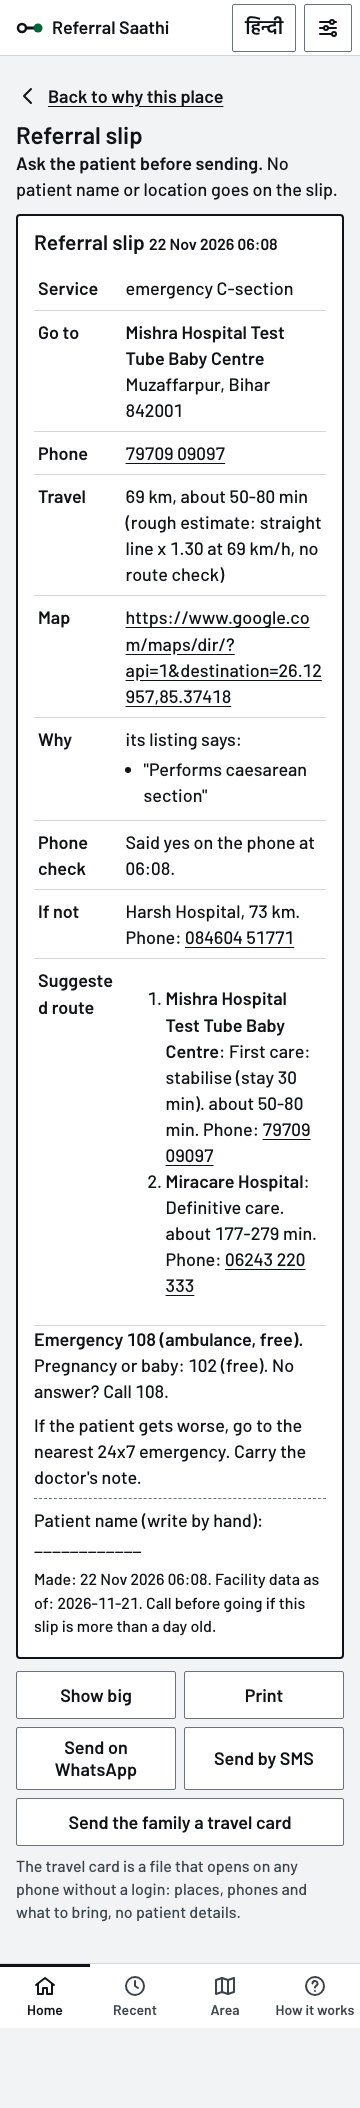 Referral Saathi
हिन्दी
Back to why this place
Referral slip
Ask the patient before sending. No
patient name or location goes on the slip.
Referral slip 22 Nov 2026 06:08
Service emergency C-section
Go to Mishra Hospital Test
Tube Baby Centre
Muzaffarpur, Bihar
842001
Phone 79709 09097
Travel 69 km, about 50-80 min
(rough estimate: straight
line x 1.30 at 69 km/h, no
route check)
Map https://www.google.co
m/maps/dir/?
api=1&destination=26.12
957,85.37418
Why its listing says:
• "Performs caesarean
section"
Phone Said yes on the phone at
check 06:08.
If not Harsh Hospital, 73 km.
Phone: 084604 51771
Suggeste
d route
1. Mishra Hospital
Test Tube Baby
Centre: First care:
stabilise (stay 30
min). about 50-80
min. Phone: 79709
09097
2. Miracare Hospital:
Definitive care.
about 177-279 min.
Phone: 06243 220
333
Emergency 108 (ambulance, free).
Pregnancy or baby: 102 (free). No
answer? Call 108.
If the patient gets worse, go to the
nearest 24x7 emergency. Carry the
doctor's note.
Patient name (write by hand):
____________
Made: 22 Nov 2026 06:08. Facility data as
of: 2026-11-21. Call before going if this
slip is more than a day old.
Show big
Print
Send on
WhatsApp
Send by SMS
Send the family a travel card
The travel card is a file that opens on any
phone without a login: places, phones and
what to bring, no patient details.
Home Recent Area How it works